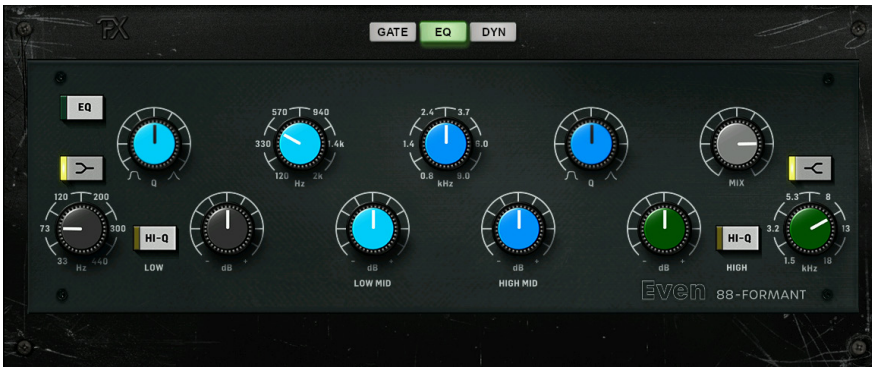 TX
GATE EQ DYN
EQ
570 940
330 1.4k
120 2k
Hz
2.4 3.7
1.4 6.0
0.8 9.0
kHz
Q
Q
MIX
120 200
73 300
33 440
Hz
HI-Q
LOW
- dB +
- dB +
LOW MID
- dB +
HIGH MID
- dB +
HI-Q
HIGH
5.3 8
3.2 13
1.5 18
kHz
Even 88-FORMANT